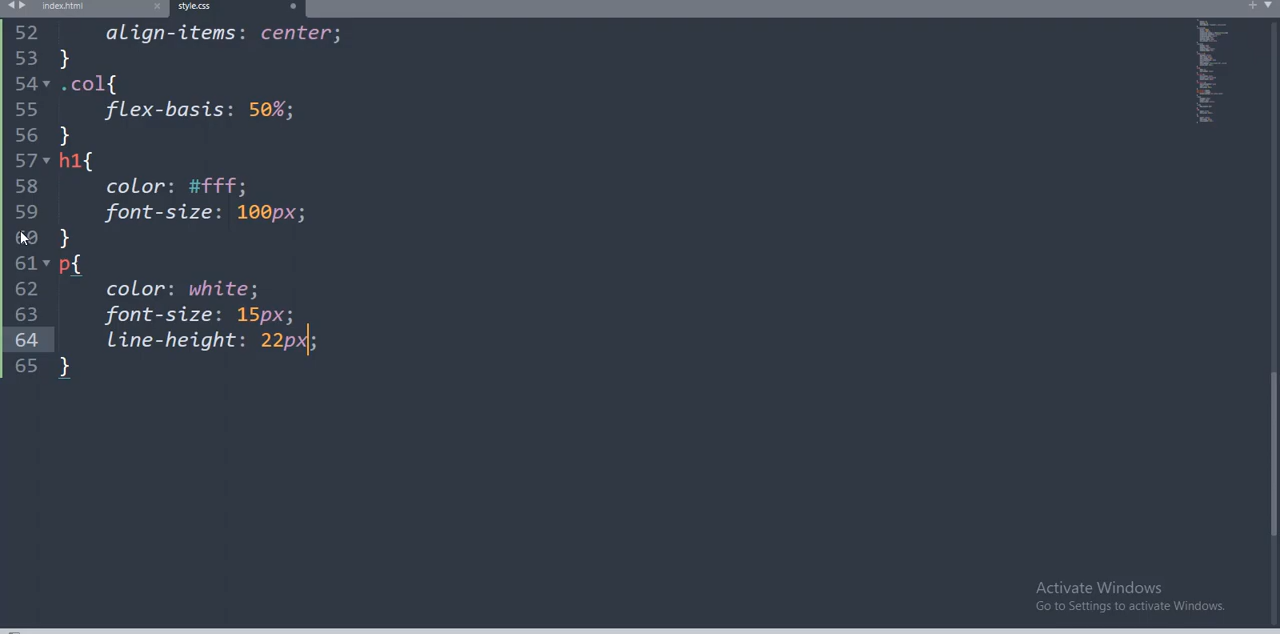 index.html style.css
52 align-items: center;
53 }
54 .col{
55 flex-basis: 50%;
56 }
57 h1{
58 color: #fff;
59 font-size: 100px;
60 }
61 p{
62 color: white;
63 font-size: 15px;
64 line-height: 22px;
65 }
Activate Windows
Go to Settings to activate Windows.